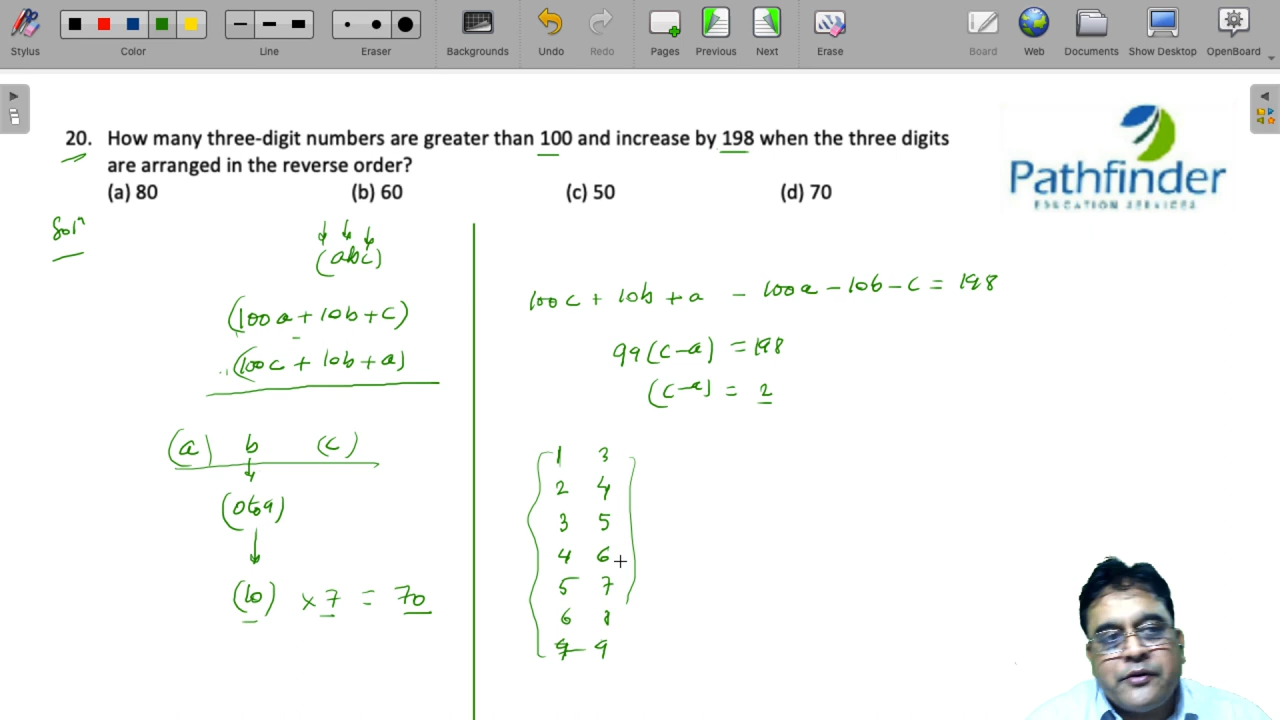 Stylus Color Line Eraser Backgrounds Undo Redo Pages Previous Next Erase Board Web Documents Show Desktop OpenBoard
20. How many three-digit numbers are greater than 100 and increase by 198 when the three digits
are arranged in the reverse order?
(a) 80 (b) 60 (c) 50 (d) 70
Pathfinder
EDUCATION SERVICES
Solⁿ
(abc)
(100a + 10b + c)
(100c + 10b + a)
(a) b (c)
(0to9)
(10) × 7 = 70
100c + 10b + a - 100a - 10b - c = 198
99(c-a) = 198
(c-a) = 2
1 3
2 4
3 5
4 6
5 7
6 8
7 9